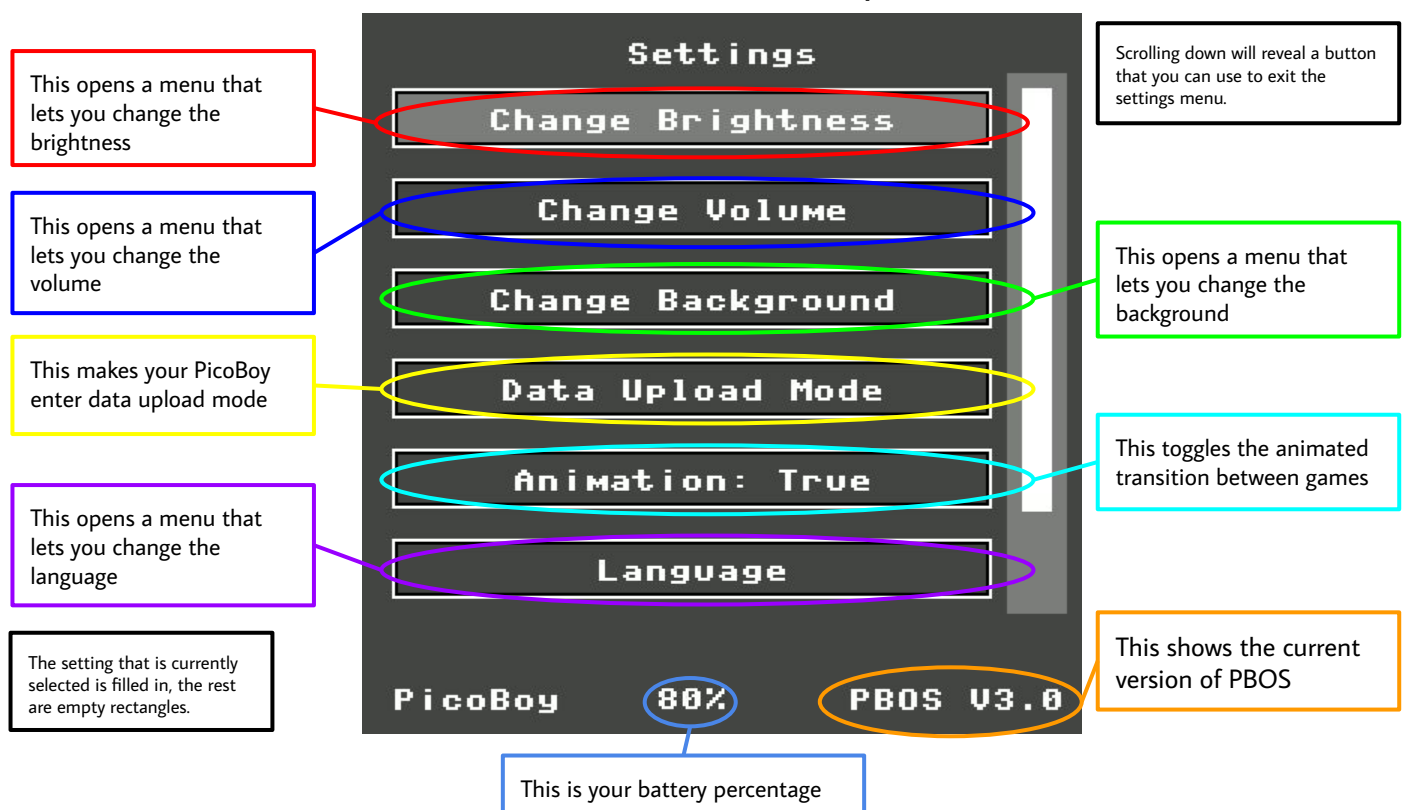 Settings
Change Brightness
Change Volume
Change Background
Data Upload Mode
Animation: True
Language
PicoBoy 80% PBOS V3.0
This opens a menu that
lets you change the
brightness
This opens a menu that
lets you change the
volume
This makes your PicoBoy
enter data upload mode
This opens a menu that
lets you change the
language
The setting that is currently
selected is filled in, the rest
are empty rectangles.
Scrolling down will reveal a button
that you can use to exit the
settings menu.
This opens a menu that
lets you change the
background
This toggles the animated
transition between games
This shows the current
version of PBOS
This is your battery percentage